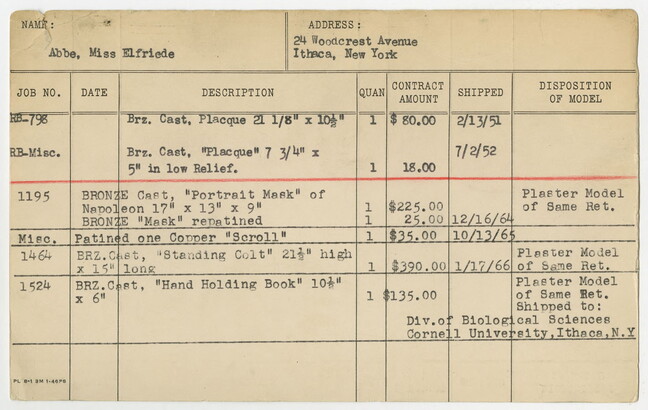 NAME: ADDRESS:
Abbe, Miss Elfriede 24 Woodcrest Avenue
Ithaca, New York
JOB NO. DATE DESCRIPTION QUAN CONTRACT AMOUNT SHIPPED DISPOSITION OF MODEL
RB-798 Brz. Cast, Placque 21 1/8" x 10½" 1 $ 80.00 2/13/51
RB-Misc. Brz. Cast, "Placque" 7 3/4" x 7/2/52
5" in low Relief. 1 18.00
1195 BRONZE Cast, "Portrait Mask" of Plaster Model
Napoleon 17" x 13" x 9" 1 $225.00 of Same Ret.
BRONZE "Mask" repatined 1 25.00 12/16/64
Misc. Patined one Copper "Scroll" 1 $35.00 10/13/65
1464 BRZ.Cast, "Standing Colt" 21½" high Plaster Model
x 15" long 1 $390.00 1/17/66 of Same Ret.
1524 BRZ.Cast, "Hand Holding Book" 10½" Plaster Model
x 6" 1 $135.00 of Same Ret.
Shipped to:
Div.of Biological Sciences
Cornell University,Ithaca,N.Y
PL 8-1 3M 1-46PB